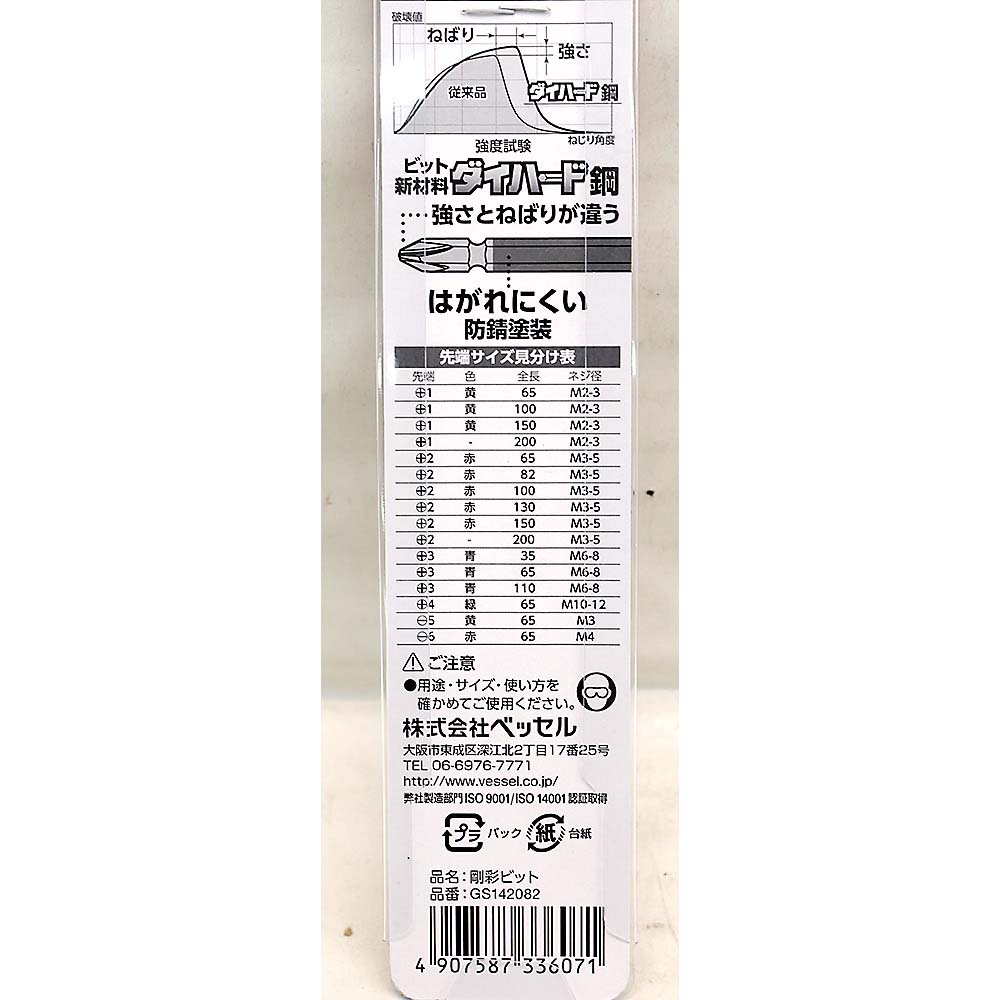 破壊値
ねばり
強さ
従来品
ダイハード鋼
ねじり角度
強度試験
ビット
新材料 ダイハード鋼
強さとねばりが違う
はがれにくい
防錆塗装
先端サイズ見分け表
先端 色 全長 ネジ径
⊕1 黄 65 M2-3
⊕1 黄 100 M2-3
⊕1 黄 150 M2-3
⊕1 - 200 M2-3
⊕2 赤 65 M3-5
⊕2 赤 82 M3-5
⊕2 赤 100 M3-5
⊕2 赤 130 M3-5
⊕2 赤 150 M3-5
⊕2 - 200 M3-5
⊕3 青 35 M6-8
⊕3 青 65 M6-8
⊕3 青 110 M6-8
⊕4 緑 65 M10-12
⊖5 黄 65 M3
⊖6 赤 65 M4
⚠ご注意
●用途・サイズ・使い方を
確かめてご使用ください。
株式会社ベッセル
大阪市東成区深江北2丁目17番25号
TEL 06-6976-7771
http://www.vessel.co.jp/
弊社製造部門 ISO 9001/ISO 14001 認証取得
プラ パック 紙 台紙
品名:剛彩ビット
品番:GS142082
4 907587 336071